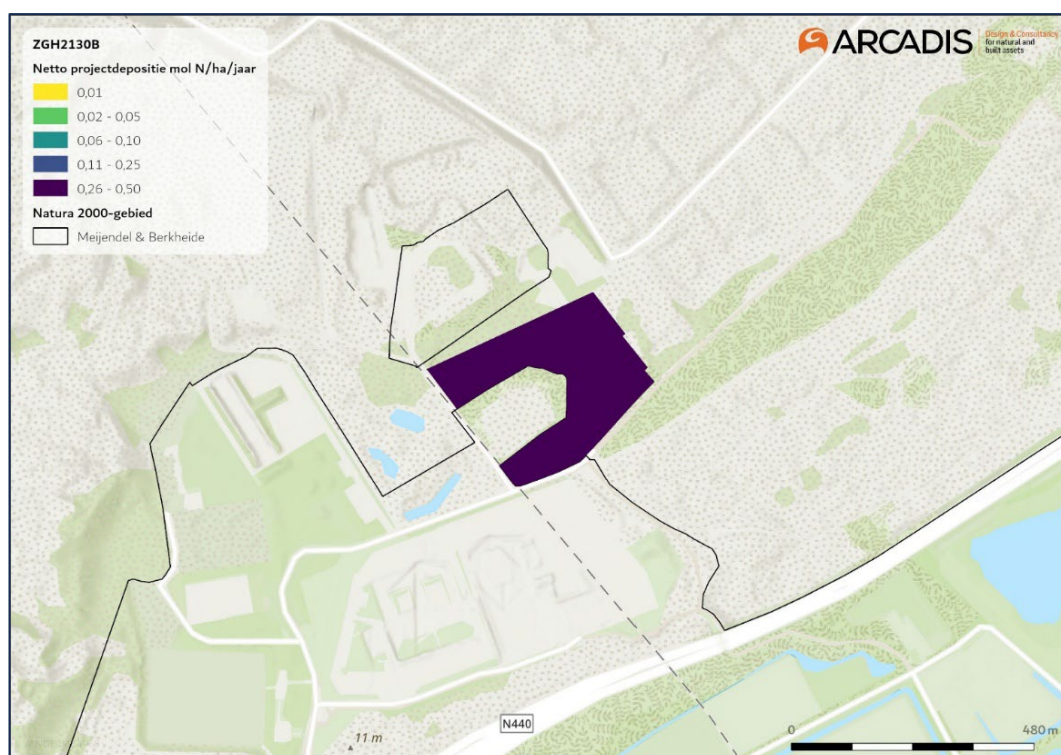 ZGH2130B
Netto projectdepositie mol N/ha/jaar
0,01
0,02 - 0,05
0,06 - 0,10
0,11 - 0,25
0,26 - 0,50
Natura 2000-gebied
Meijendel & Berkheide
ARCADIS
Design & Consultancy
for natural and
built assets
N440
11 m
0
480 m